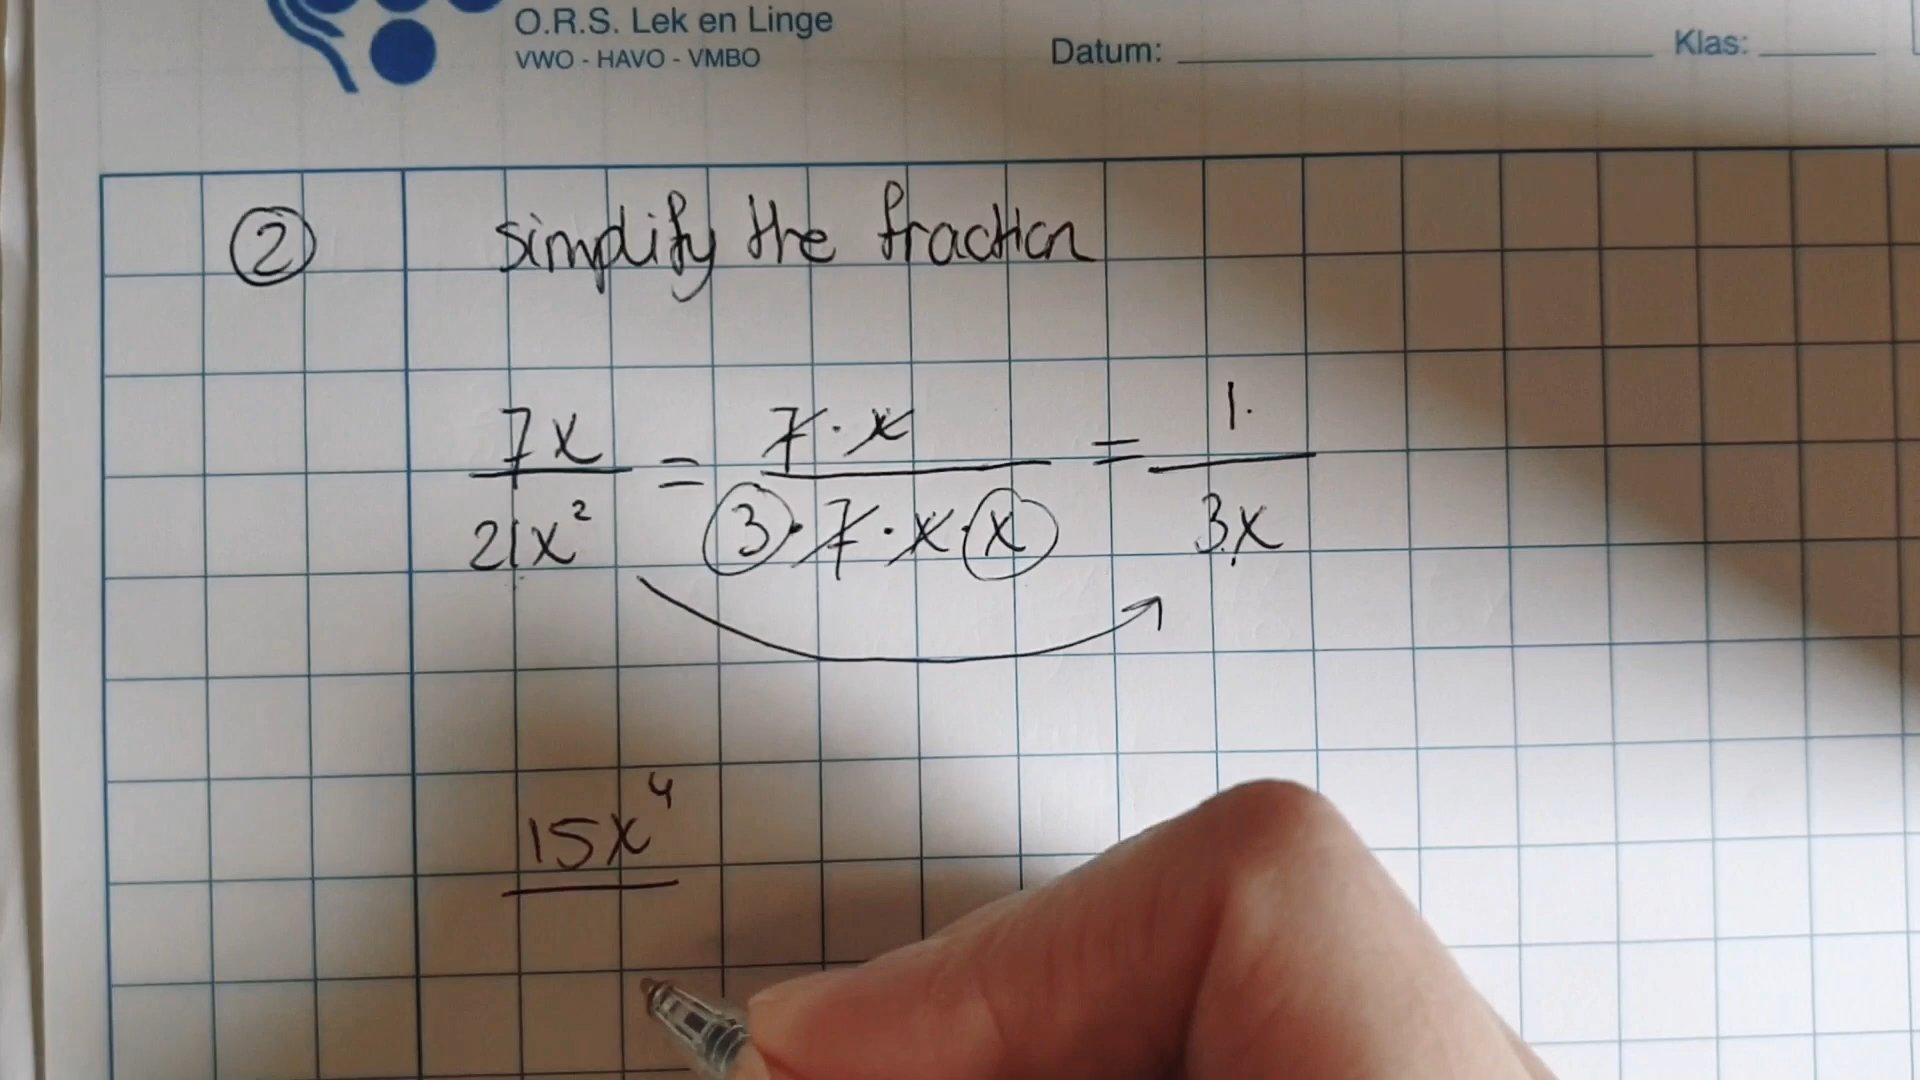 O.R.S. Lek en Linge
VWO - HAVO - VMBO
Datum: Klas:
2 simplify the fraction
7x / 21x² = 7·x / 3·7·x·x = 1 / 3x
15x⁴